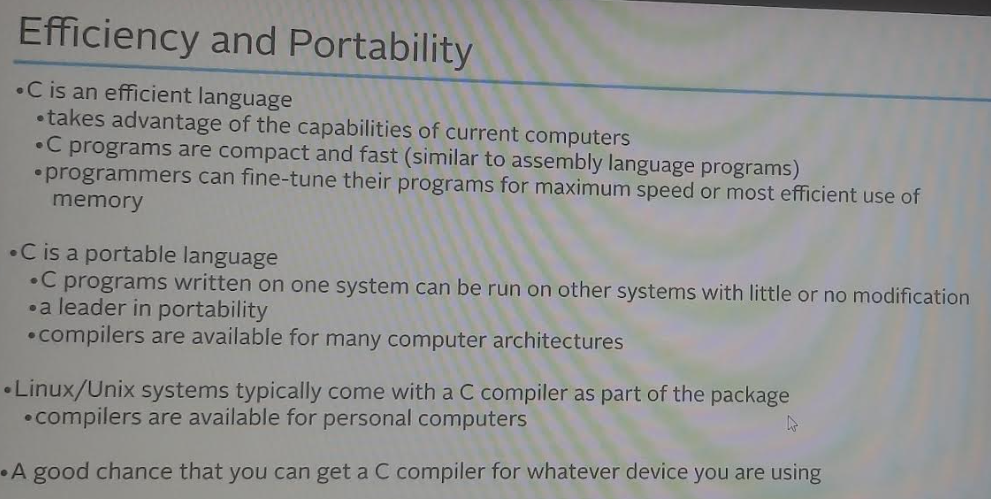 Efficiency and Portability
•C is an efficient language
•takes advantage of the capabilities of current computers
•C programs are compact and fast (similar to assembly language programs)
•programmers can fine-tune their programs for maximum speed or most efficient use of
memory
•C is a portable language
•C programs written on one system can be run on other systems with little or no modification
•a leader in portability
•compilers are available for many computer architectures
•Linux/Unix systems typically come with a C compiler as part of the package
•compilers are available for personal computers
•A good chance that you can get a C compiler for whatever device you are using